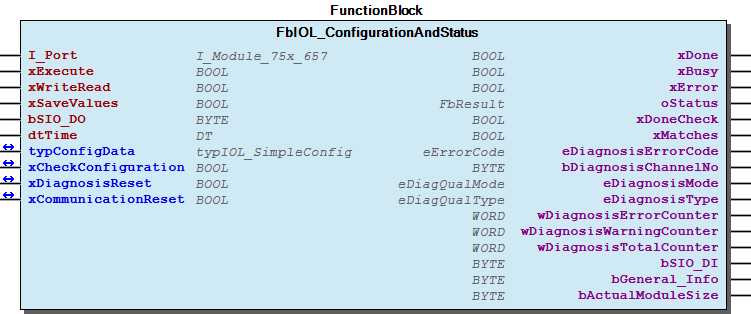 FunctionBlock
FbIOL_ConfigurationAndStatus
I_Port I_Module_75x_657 BOOL xDone
xExecute BOOL BOOL xBusy
xWriteRead BOOL BOOL xError
xSaveValues BOOL FbResult oStatus
bSIO_DO BYTE BOOL xDoneCheck
dtTime DT BOOL xMatches
typConfigData typIOL_SimpleConfig eErrorCode eDiagnosisErrorCode
xCheckConfiguration BOOL BYTE bDiagnosisChannelNo
xDiagnosisReset BOOL eDiagQualMode eDiagnosisMode
xCommunicationReset BOOL eDiagQualType eDiagnosisType
WORD wDiagnosisErrorCounter
WORD wDiagnosisWarningCounter
WORD wDiagnosisTotalCounter
BYTE bSIO_DI
BYTE bGeneral_Info
BYTE bActualModuleSize